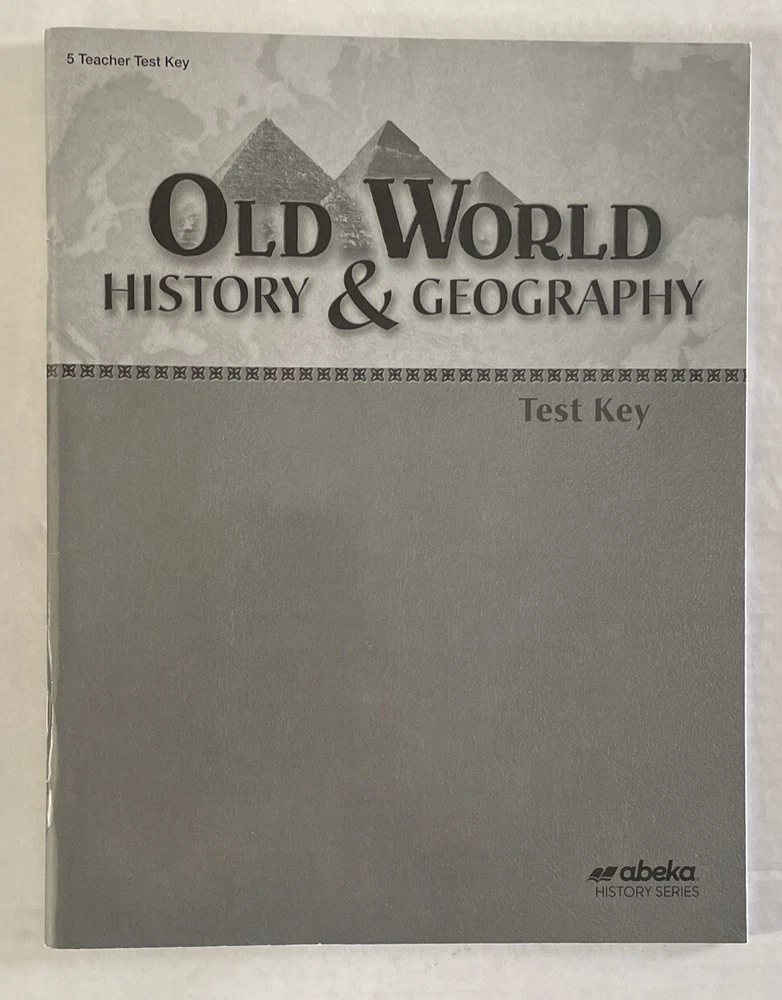 5 Teacher Test Key
OLD WORLD
HISTORY & GEOGRAPHY
Test Key
abeka
HISTORY SERIES